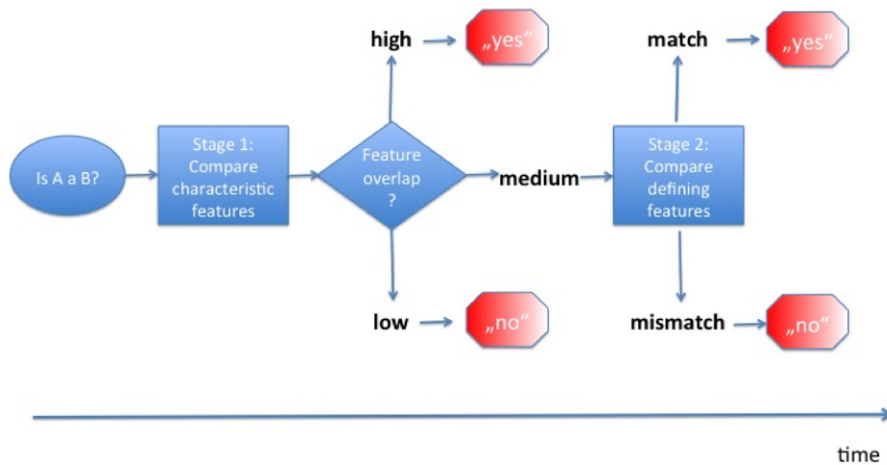 high
„yes“
match
„yes“
Is A a B?
Stage 1:
Compare
characteristic
features
Feature
overlap
?
medium
Stage 2:
Compare
defining
features
low
„no“
mismatch
„no“
time